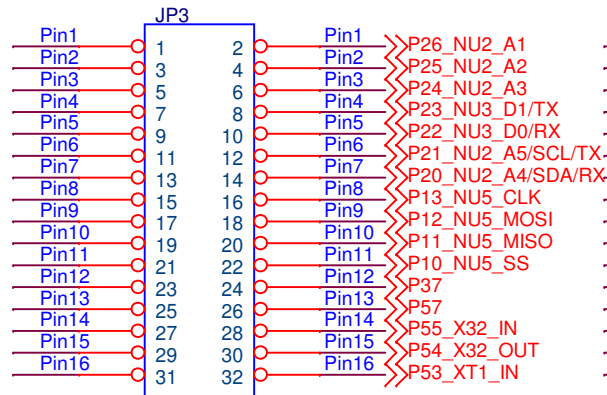 JP3
Pin1 1 2 Pin1 P26_NU2_A1
Pin2 3 4 Pin2 P25_NU2_A2
Pin3 5 6 Pin3 P24_NU2_A3
Pin4 7 8 Pin4 P23_NU3_D1/TX
Pin5 9 10 Pin5 P22_NU3_D0/RX
Pin6 11 12 Pin6 P21_NU2_A5/SCL/TX
Pin7 13 14 Pin7 P20_NU2_A4/SDA/RX
Pin8 15 16 Pin8 P13_NU5_CLK
Pin9 17 18 Pin9 P12_NU5_MOSI
Pin10 19 20 Pin10 P11_NU5_MISO
Pin11 21 22 Pin11 P10_NU5_SS
Pin12 23 24 Pin12 P37
Pin13 25 26 Pin13 P57
Pin14 27 28 Pin14 P55_X32_IN
Pin15 29 30 Pin15 P54_X32_OUT
Pin16 31 32 Pin16 P53_XT1_IN